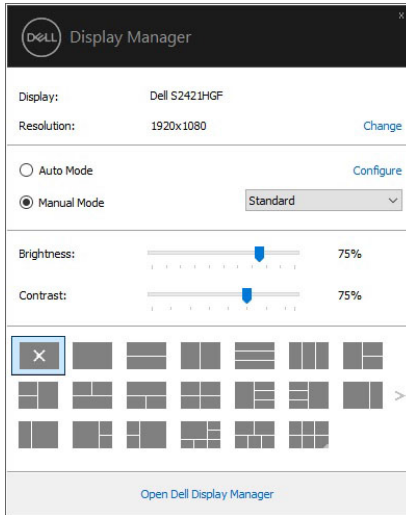 x
DELL Display Manager
Display: Dell S2421HGF
Resolution: 1920x1080 Change
Auto Mode Configure
Manual Mode Standard
Brightness: 75%
Contrast: 75%
Open Dell Display Manager